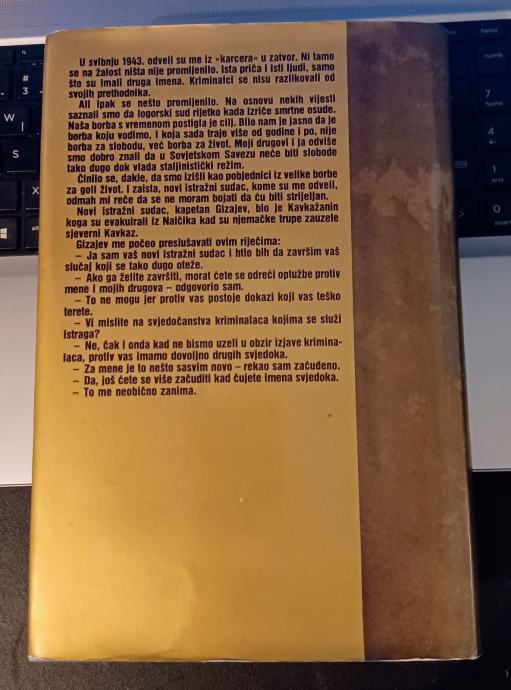 U svibnju 1943. odveli su me iz »karcera« u zatvor. Ni tamo
se na žalost ništa nije promijenilo. Ista priča i isti ljudi, samo
što su imali druga imena. Kriminalci se nisu razlikovali od
svojih prethodnika.
Ali ipak se nešto promijenilo. Na osnovu nekih vijesti
saznali smo da logorski sud rijetko kada izriče smrtne osude.
Naša borba s vremenom postigla je cilj. Bilo nam je jasno da je
borba koju vodimo, i koja sada traje više od godine i po, nije
borba za slobodu, već borba za život. Moji drugovi i ja odviše
smo dobro znali da u Sovjetskom Savezu neće biti slobode
tako dugo dok vlada staljinistički režim.
Činilo se, dakle, da smo izišli kao pobjednici iz velike borbe
za goli život. I zaista, novi istražni sudac, kome su me odveli,
odmah mi reče da se ne moram bojati da ću biti strijeljan.
Novi istražni sudac, kapetan Gizajev, bio je Kavkažanin
koga su evakuirali iz Naljčika kad su njemačke trupe zauzele
sjeverni Kavkaz.
Gizajev me počeo preslušavati ovim riječima:
– Ja sam vaš novi istražni sudac i htio bih da završim vaš
slučaj koji se tako dugo oteže.
– Ako ga želite završiti, morat ćete se odreći optužbe protiv
mene i mojih drugova – odgovorio sam.
– To ne mogu jer protiv vas postoje dokazi koji vas teško
terete.
– Vi mislite na svjedočanstva kriminalaca kojima se služi
istraga?
– Ne, čak i onda kad ne bismo uzeli u obzir izjave krimina-
laca, protiv vas imamo dovoljno drugih svjedoka.
– Za mene je to nešto sasvim novo – rekao sam začuđeno.
– Da, još ćete se više začuditi kad čujete imena svjedoka.
– To me neobično zanima.
#
3
W
S
X
alt
home
7
home
4
1
end
0
insert